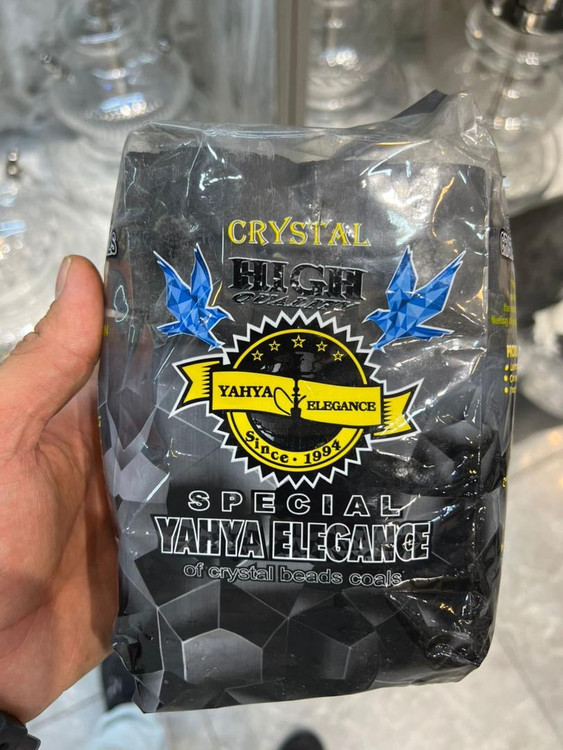 CRYSTAL
HIGH
QUALITY
YAHYA ELEGANCE
Since · 1994
SPECIAL
YAHYA ELEGANCE
of crystal beads coals